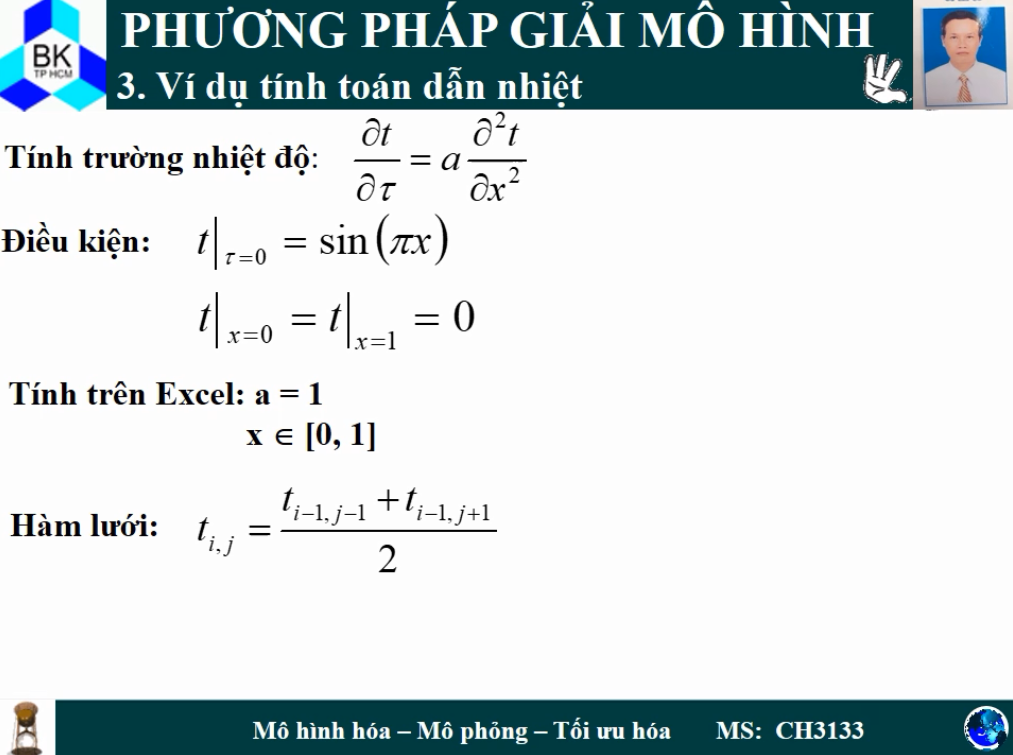 BK
TP HCM
PHƯƠNG PHÁP GIẢI MÔ HÌNH
3. Ví dụ tính toán dẫn nhiệt
Tính trường nhiệt độ: ∂t/∂τ = a ∂²t/∂x²
Điều kiện: t|τ=0 = sin(πx)
t|x=0 = t|x=1 = 0
Tính trên Excel: a = 1
x ∈ [0, 1]
Hàm lưới: t_{i,j} = (t_{i−1, j−1} + t_{i−1, j+1})/2
Mô hình hóa – Mô phỏng – Tối ưu hóa MS: CH3133